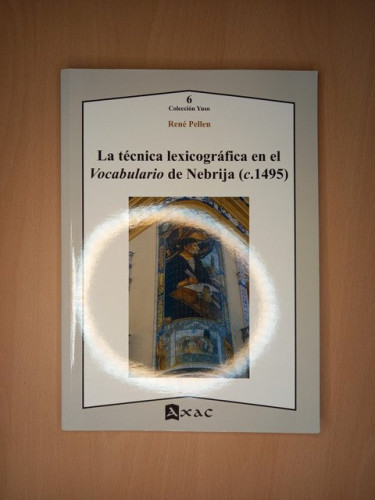 6
Colección Yuso
René Pellen
La técnica lexicográfica en el
Vocabulario de Nebrija (c.1495)
Axac